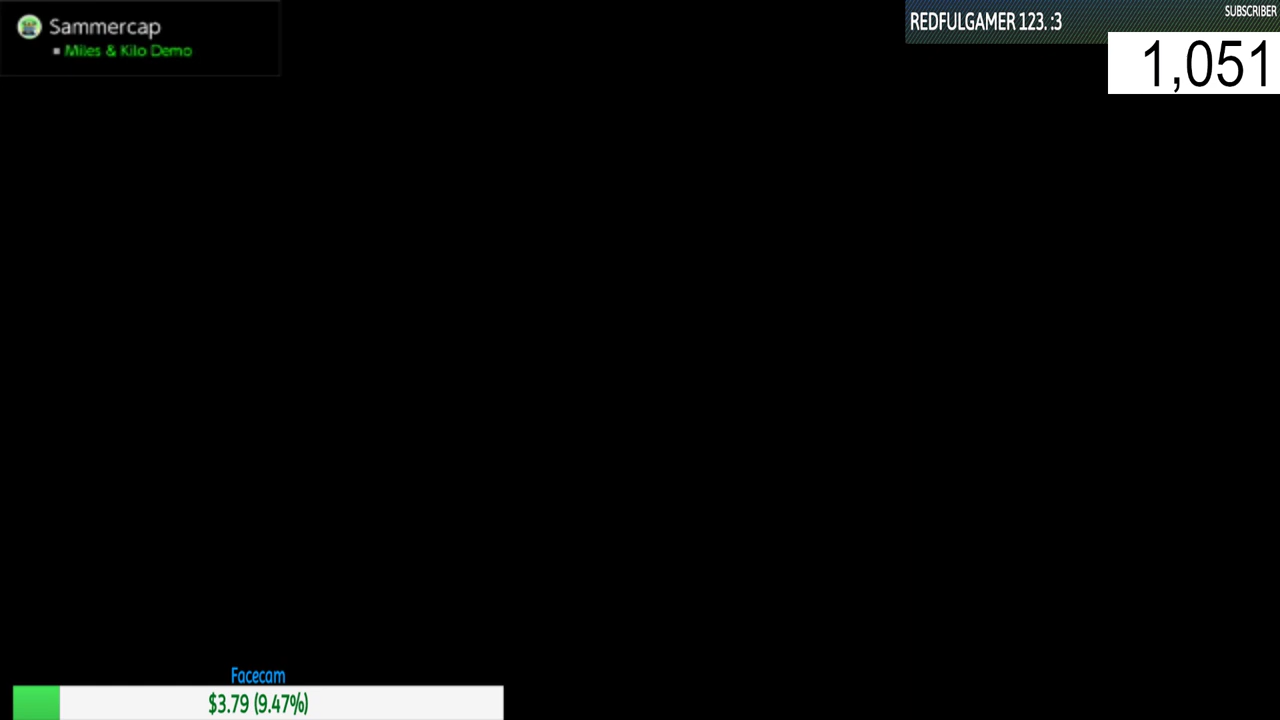 Sammercap
Miles & Kilo Demo
REDFULGAMER 123. :3
SUBSCRIBER
1,051
Facecam
$3.79 (9.47%)